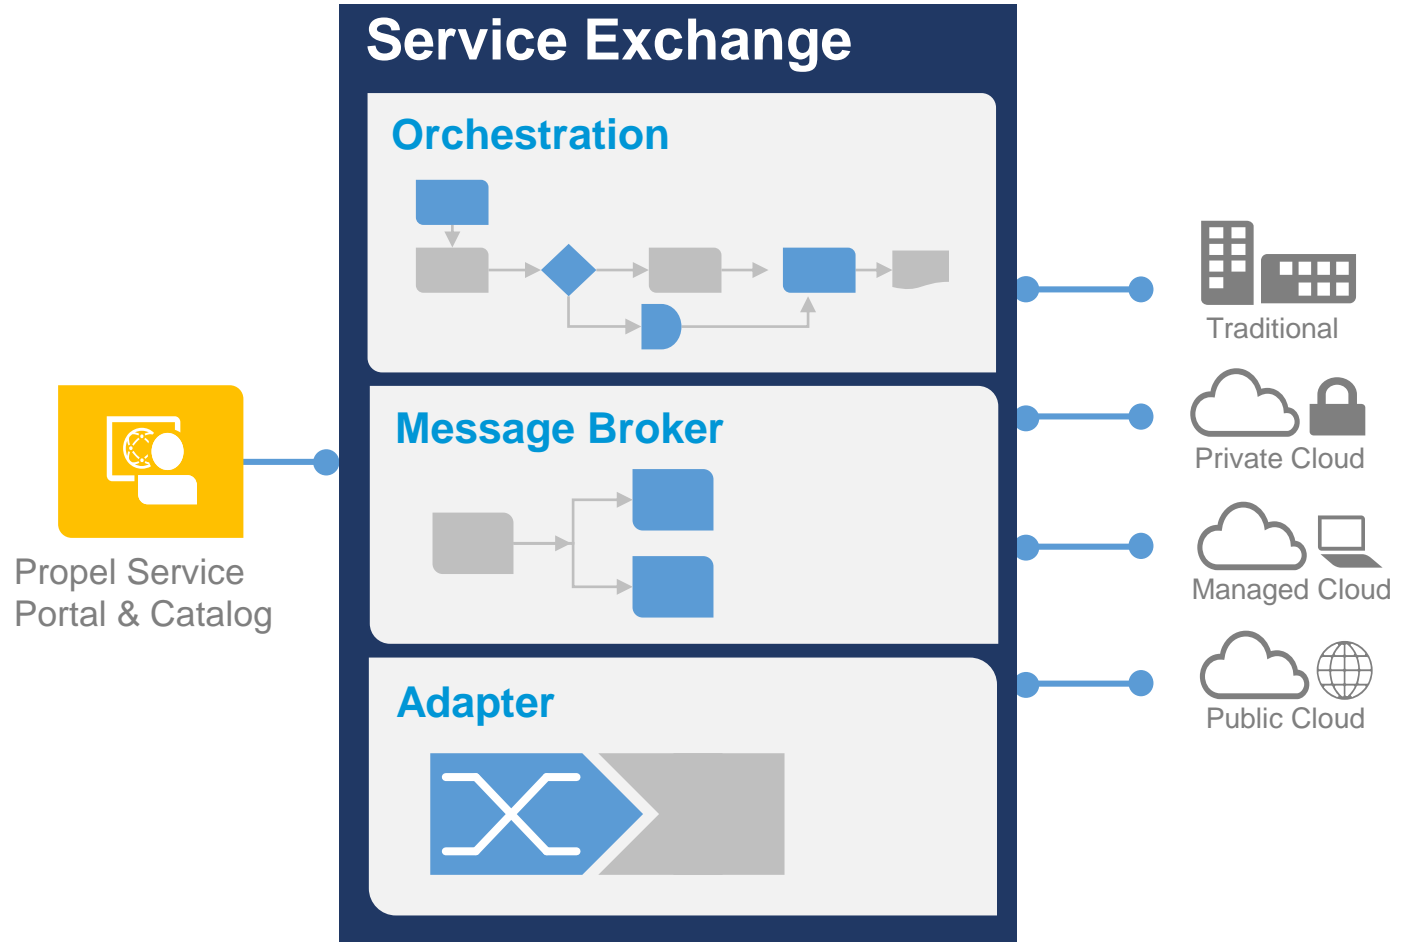 Service Exchange
Orchestration
Message Broker
Adapter
Propel Service
Portal & Catalog
Traditional
Private Cloud
Managed Cloud
Public Cloud